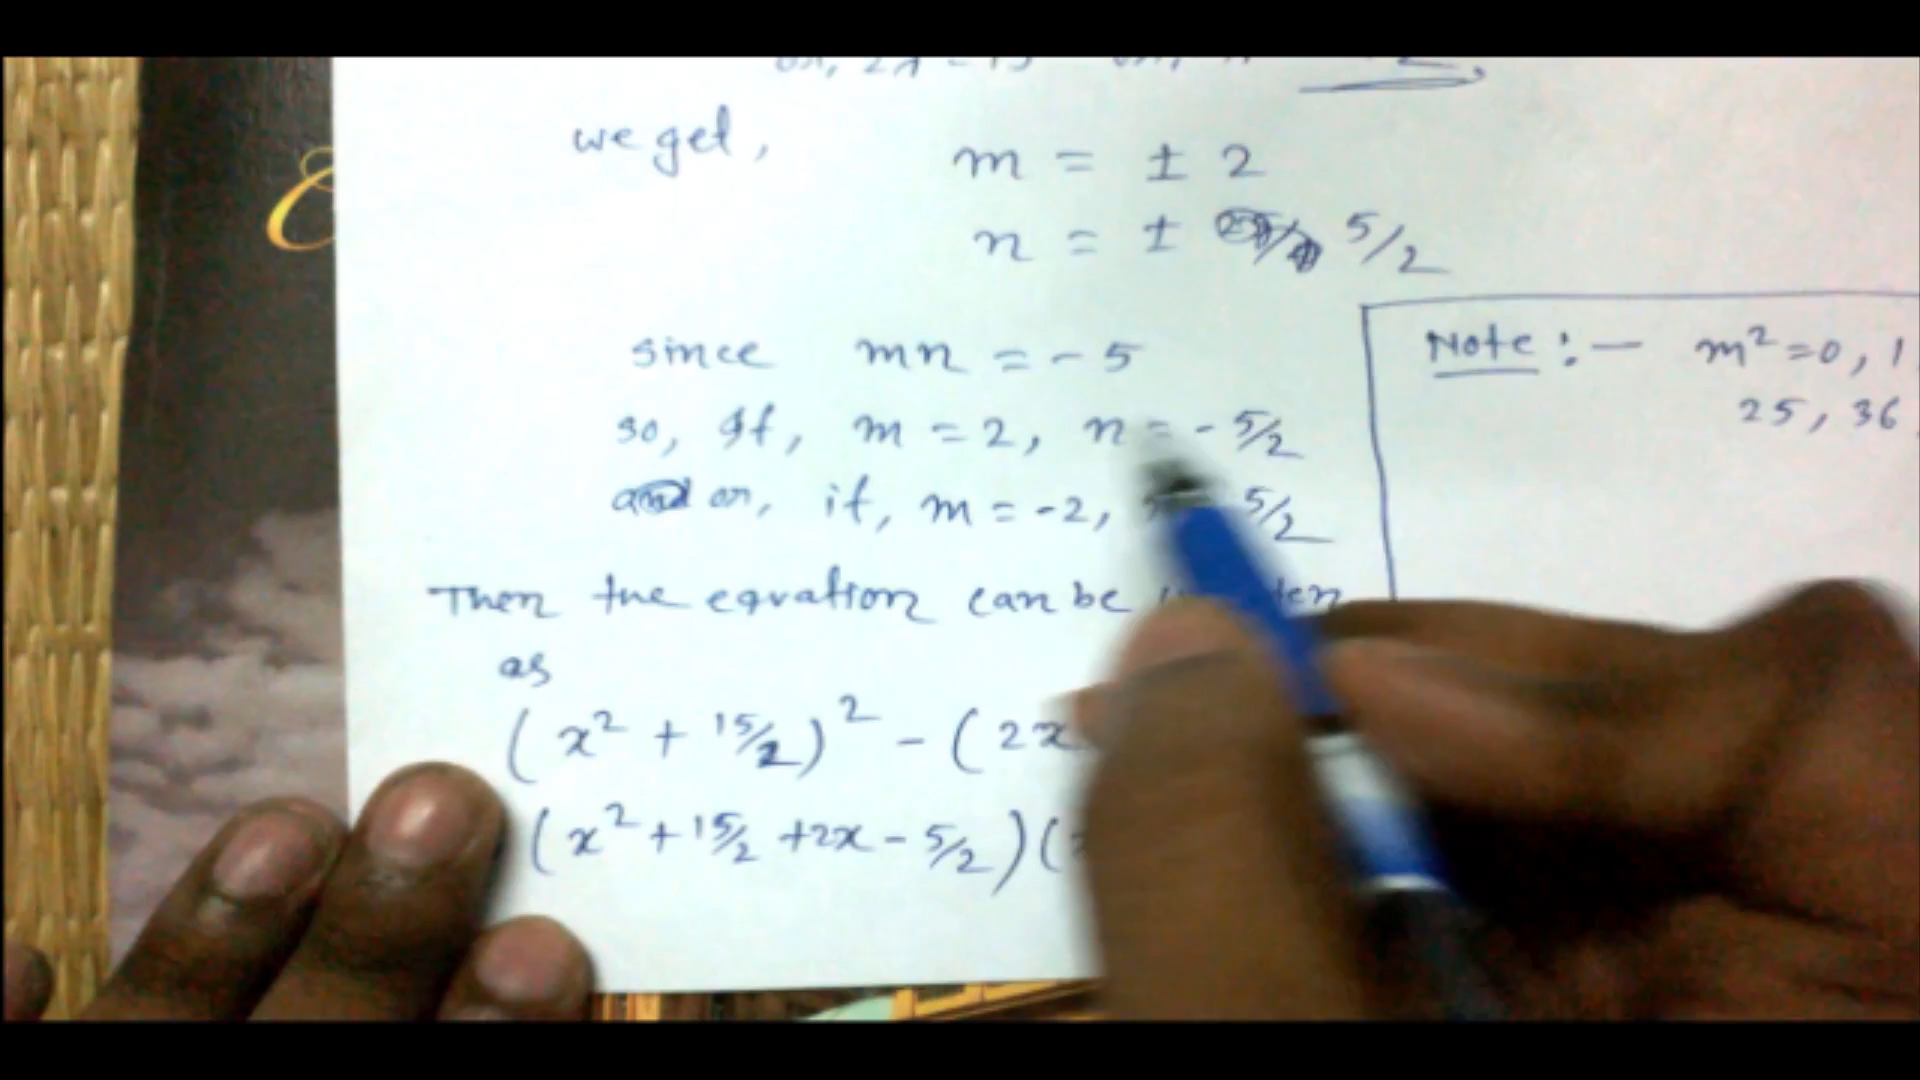 we get,
m = ± 2
n = ± 5/2
Note :- m² = 0, 1
25, 36
since mn = - 5
so, If, m = 2, n = - 5/2
or, if, m = -2, 5/2
Then the equation can be
as
(x² + 15/2)² - (2x
(x² + 15/2 + 2x - 5/2)(